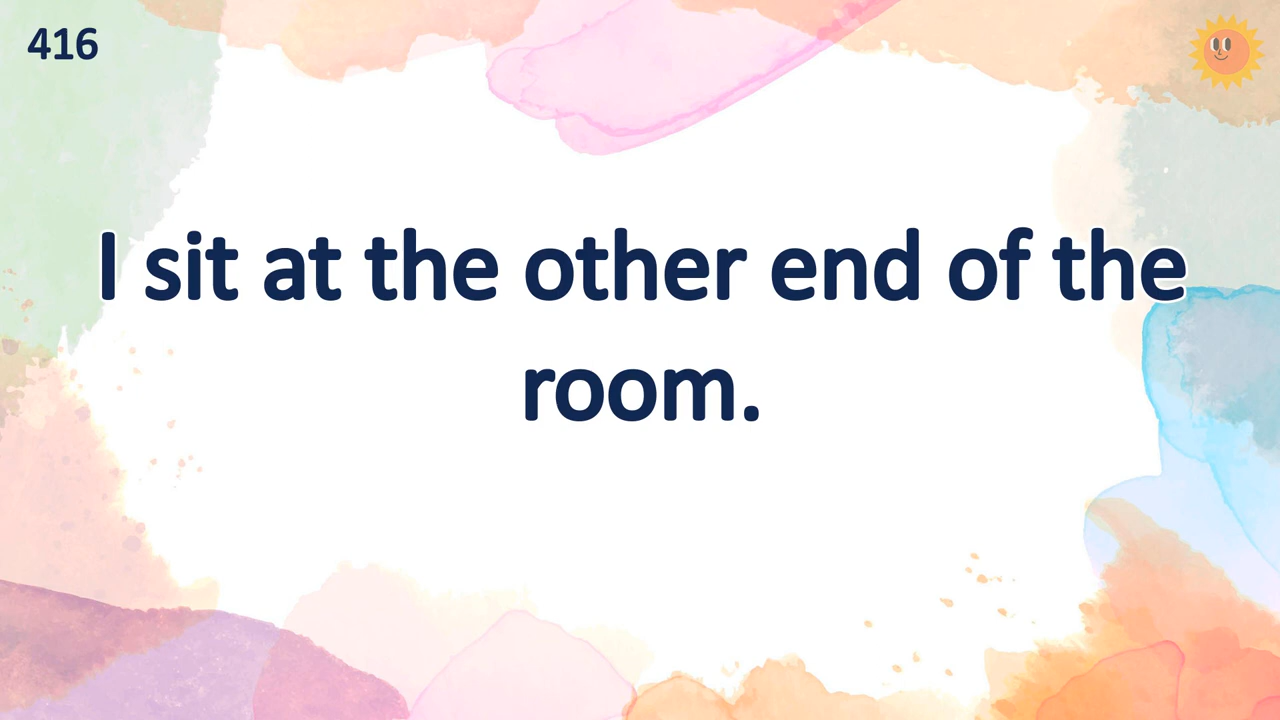 416
I sit at the other end of the
room.